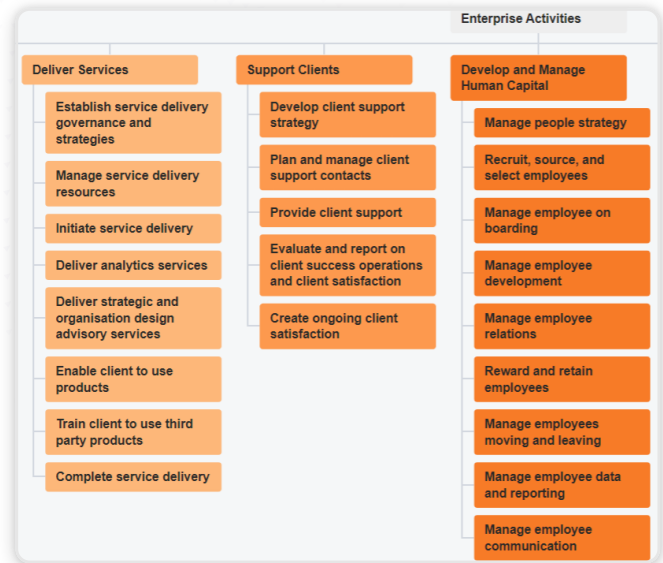 Enterprise Activities
Deliver Services
Establish service delivery
governance and
strategies
Manage service delivery
resources
Initiate service delivery
Deliver analytics services
Deliver strategic and
organisation design
advisory services
Enable client to use
products
Train client to use third
party products
Complete service delivery
Support Clients
Develop client support
strategy
Plan and manage client
support contacts
Provide client support
Evaluate and report on
client success operations
and client satisfaction
Create ongoing client
satisfaction
Develop and Manage
Human Capital
Manage people strategy
Recruit, source, and
select employees
Manage employee on
boarding
Manage employee
development
Manage employee
relations
Reward and retain
employees
Manage employees
moving and leaving
Manage employee data
and reporting
Manage employee
communication